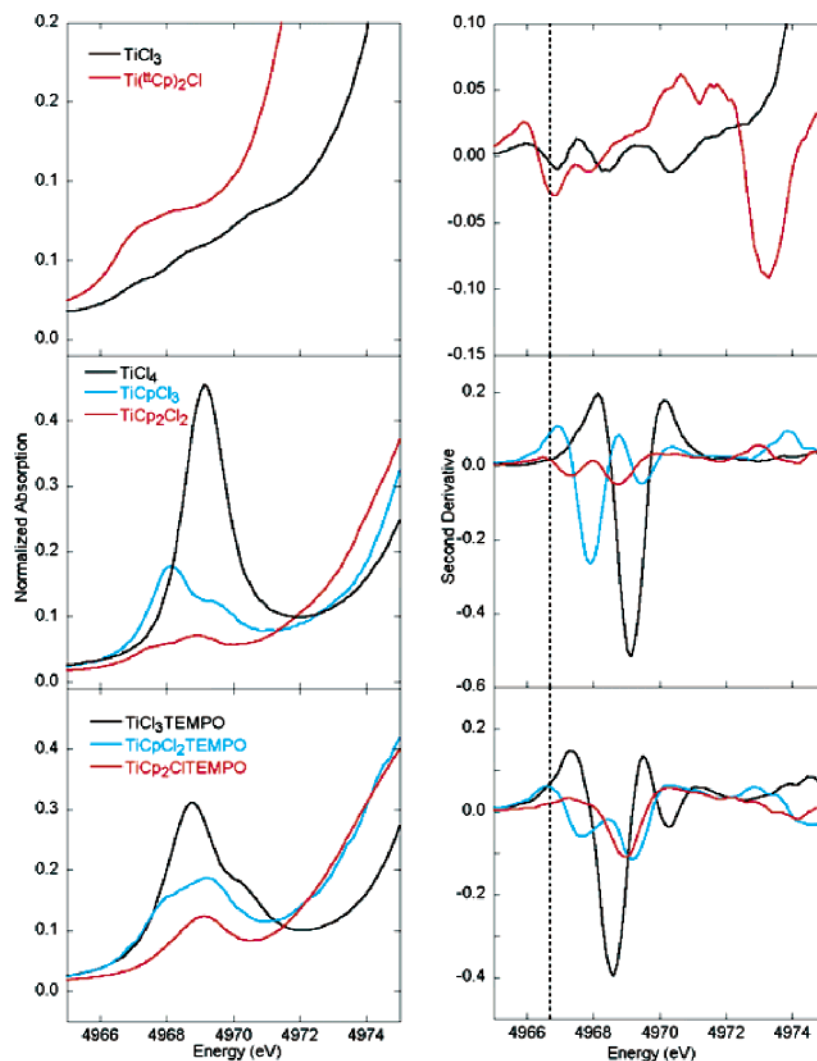 0.2
TiCl3
Ti(ttCp)2Cl
0.2
0.1
0.1
0.0
0.10
0.05
0.00
-0.05
-0.10
-0.15
TiCl4
TiCpCl3
TiCp2Cl2
0.4
0.3
0.2
0.1
0.0
Normalized Absorption
0.2
0.0
-0.2
-0.4
-0.6
Second Derivative
TiCl3TEMPO
TiCpCl2TEMPO
TiCp2ClTEMPO
0.4
0.3
0.2
0.1
0.0
0.2
0.0
-0.2
-0.4
4966 4968 4970 4972 4974
Energy (eV)
4966 4968 4970 4972 4974
Energy (eV)